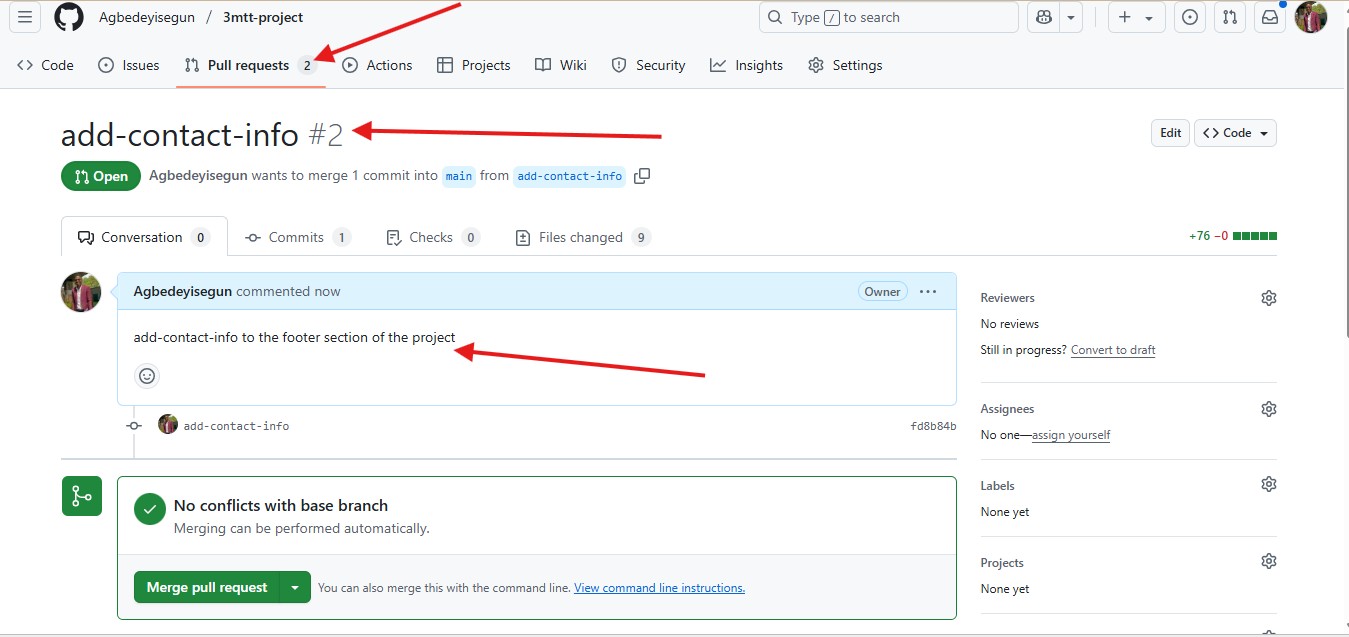 Agbedeyisegun / 3mtt-project
Type / to search
Code Issues Pull requests 2 Actions Projects Wiki Security Insights Settings
add-contact-info #2
Edit Code
Open Agbedeyisegun wants to merge 1 commit into main from add-contact-info
Conversation 0 Commits 1 Checks 0 Files changed 9
+76 −0
Agbedeyisegun commented now
Owner
Reviewers
No reviews
add-contact-info to the footer section of the project
Still in progress? Convert to draft
Assignees
add-contact-info
fd8b84b
No one—assign yourself
Labels
No conflicts with base branch
None yet
Merging can be performed automatically.
Projects
Merge pull request
You can also merge this with the command line. View command line instructions.
None yet